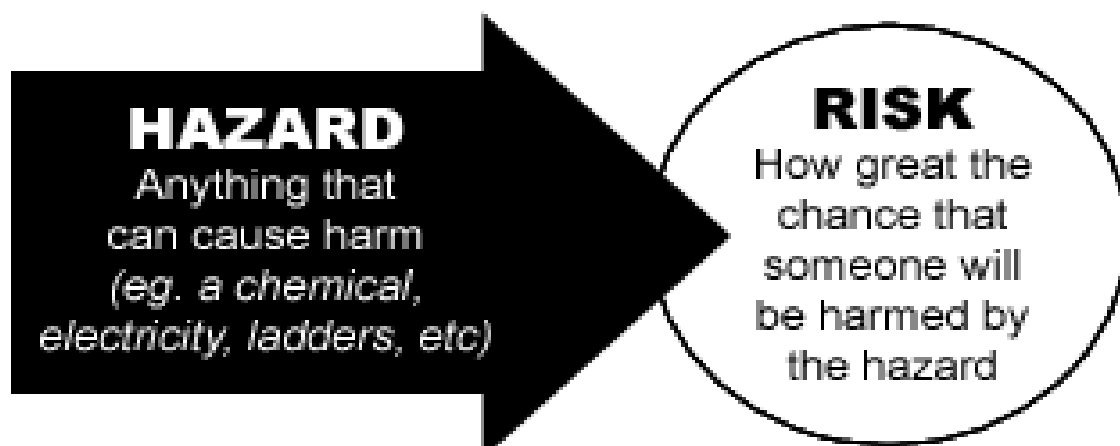 HAZARD
Anything that
can cause harm
(eg. a chemical,
electricity, ladders, etc)
RISK
How great the
chance that
someone will
be harmed by
the hazard